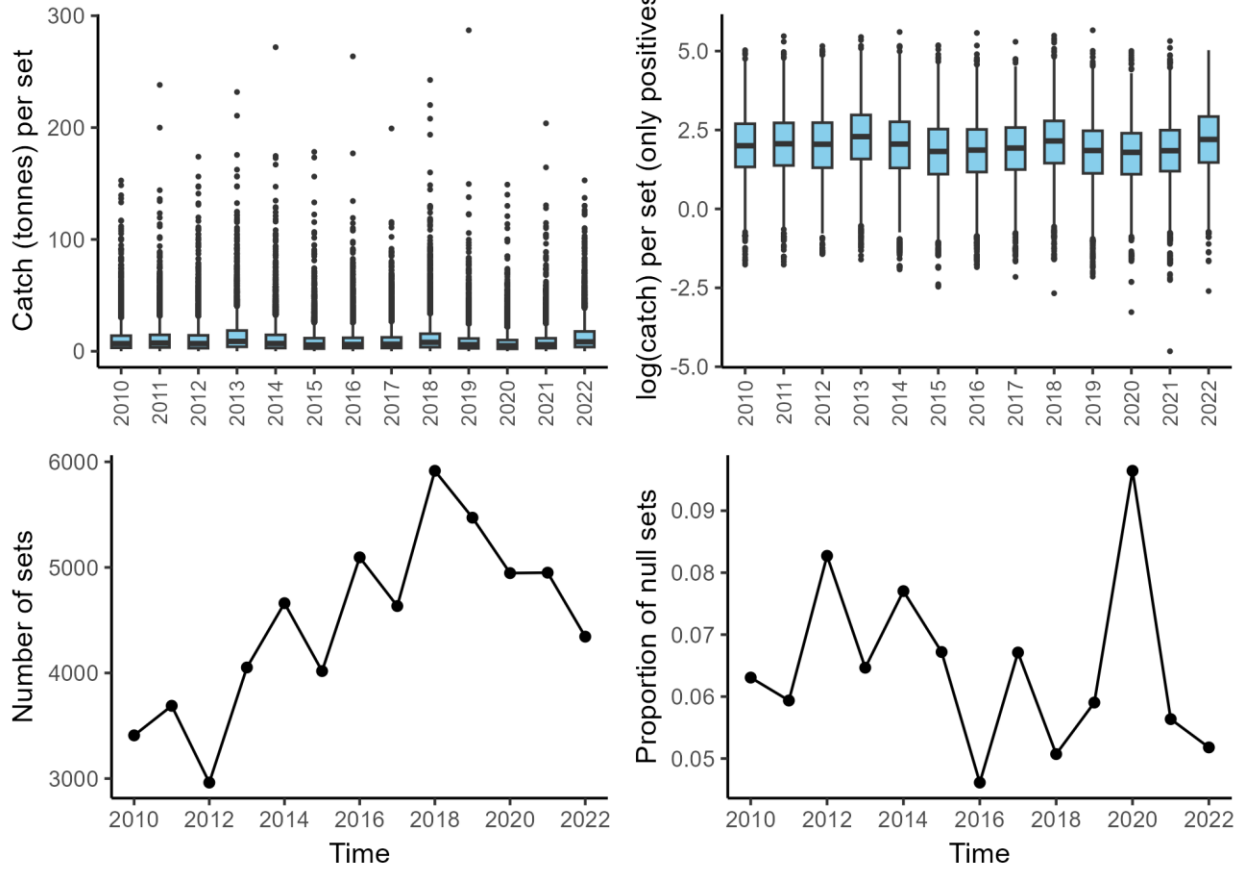 Catch (tonnes) per set
300
200
100
0
2010 2011 2012 2013 2014 2015 2016 2017 2018 2019 2020 2021 2022
log(catch) per set (only positives
5.0
2.5
0.0
-2.5
-5.0
2010 2011 2012 2013 2014 2015 2016 2017 2018 2019 2020 2021 2022
Number of sets
6000
5000
4000
3000
2010 2012 2014 2016 2018 2020 2022
Time
Proportion of null sets
0.09
0.08
0.07
0.06
0.05
2010 2012 2014 2016 2018 2020 2022
Time